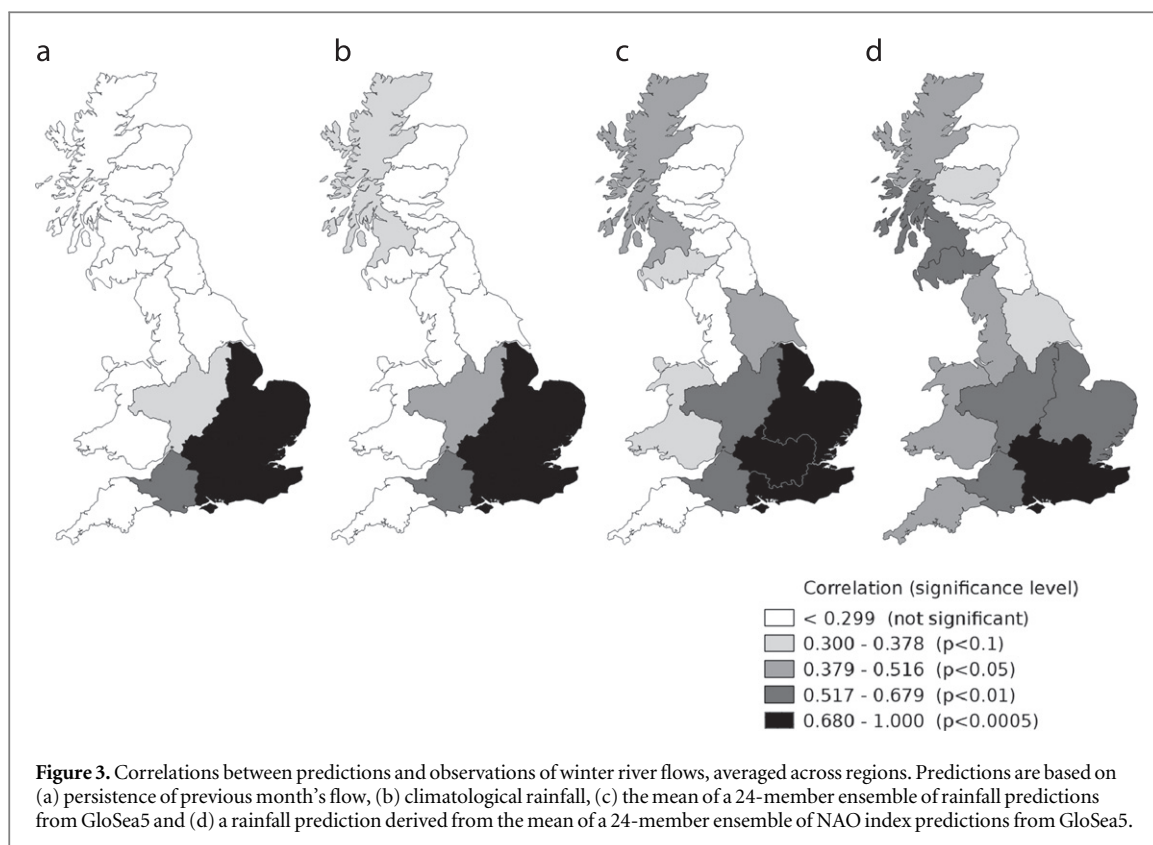 a
b
c
d
Correlation (significance level)
< 0.299 (not significant)
0.300 - 0.378 (p<0.1)
0.379 - 0.516 (p<0.05)
0.517 - 0.679 (p<0.01)
0.680 - 1.000 (p<0.0005)
Figure 3. Correlations between predictions and observations of winter river flows, averaged across regions. Predictions are based on
(a) persistence of previous month's flow, (b) climatological rainfall, (c) the mean of a 24-member ensemble of rainfall predictions
from GloSea5 and (d) a rainfall prediction derived from the mean of a 24-member ensemble of NAO index predictions from GloSea5.